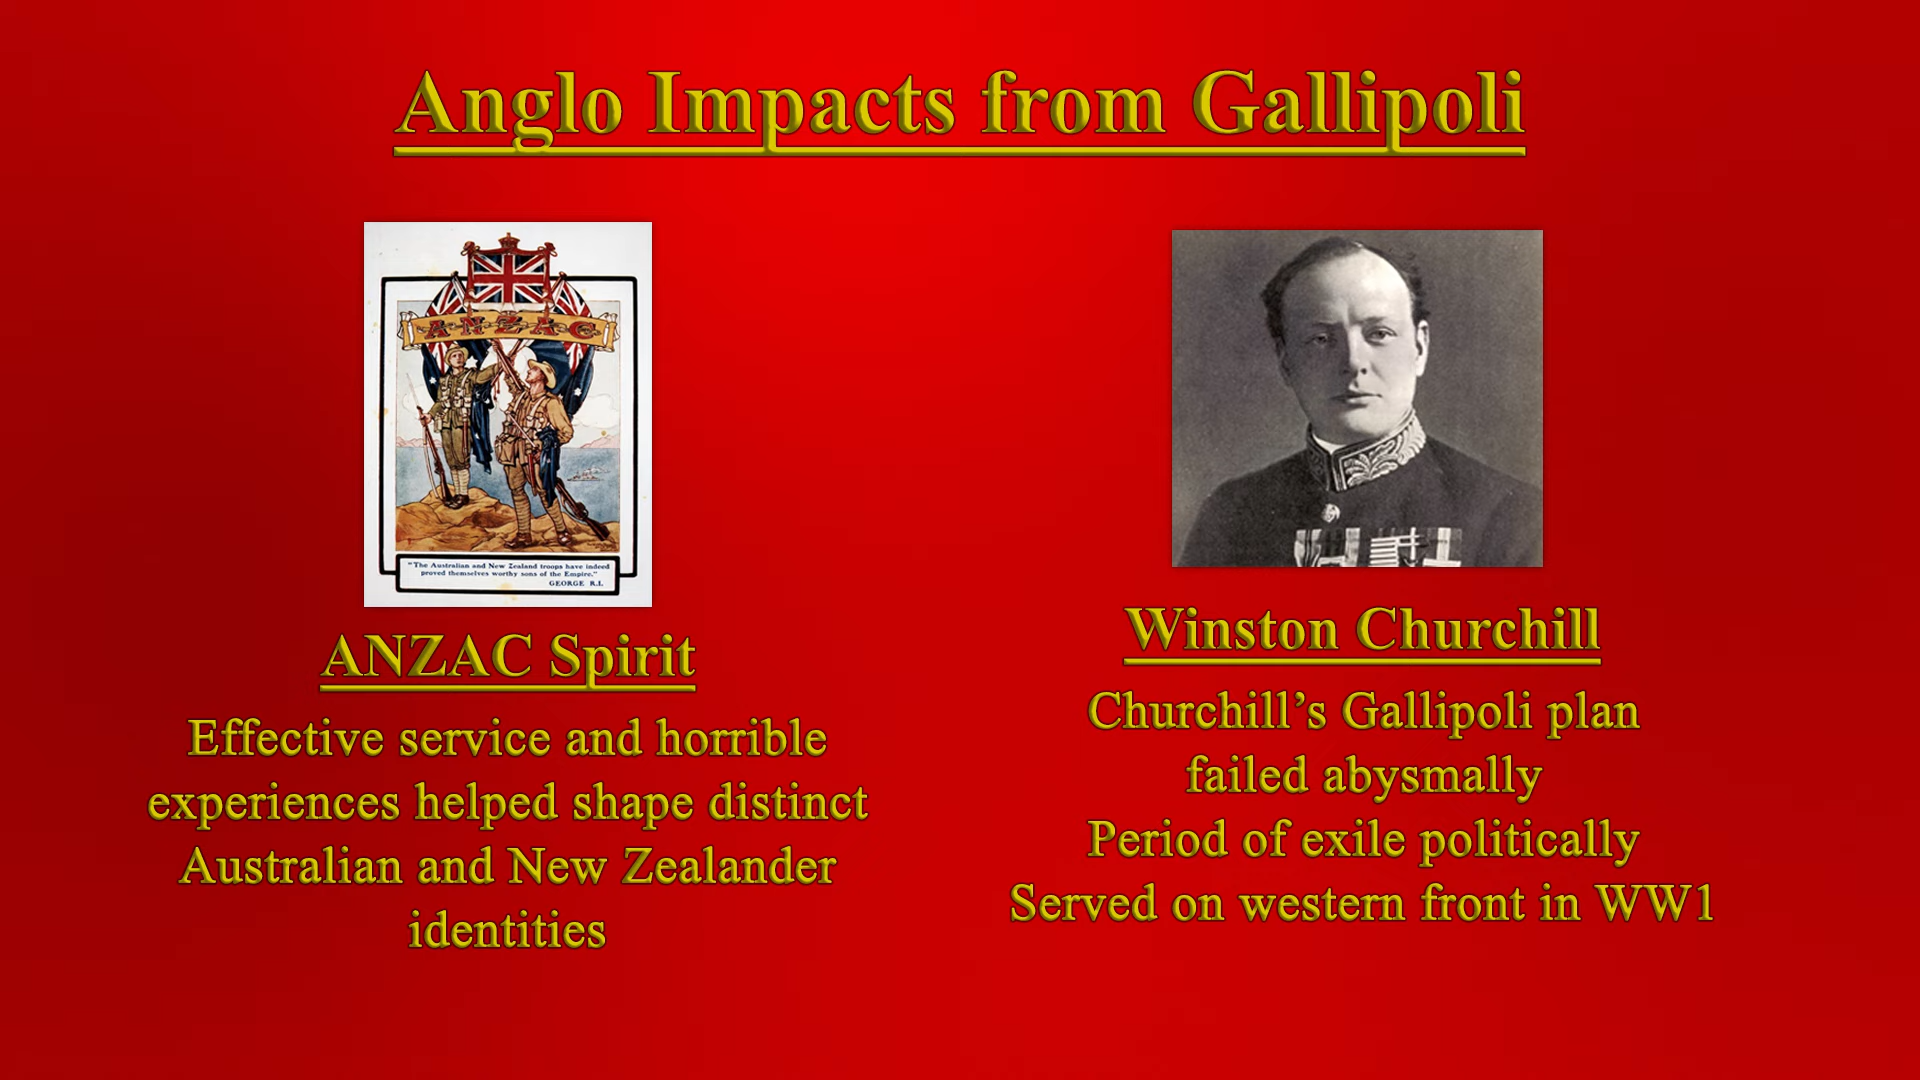 Anglo Impacts from Gallipoli
ANZAC
"The Australian and New Zealand troops have indeed
proved themselves worthy sons of the Empire."
GEORGE R.I.
ANZAC Spirit
Effective service and horrible
experiences helped shape distinct
Australian and New Zealander
identities
Winston Churchill
Churchill’s Gallipoli plan
failed abysmally
Period of exile politically
Served on western front in WW1